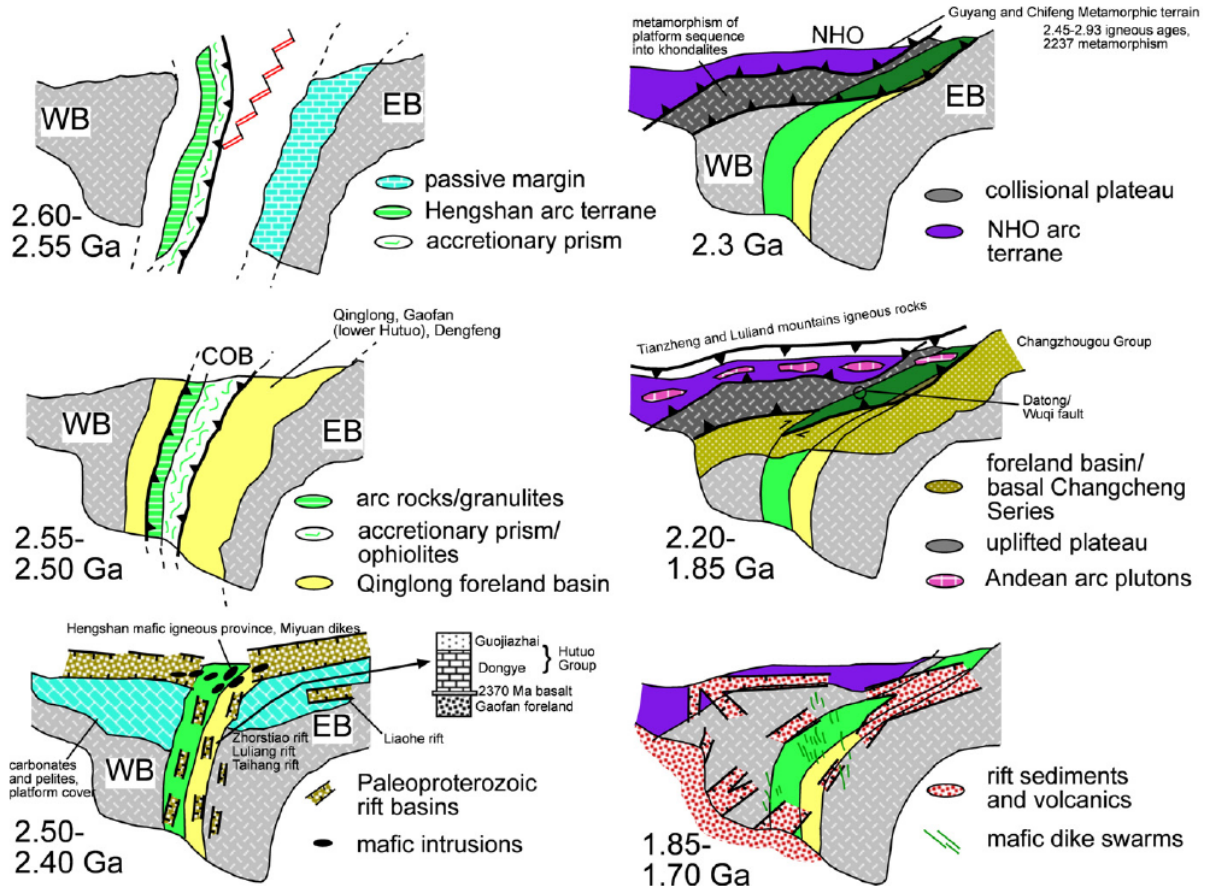 WB
EB
2.60-
2.55 Ga
passive margin
Hengshan arc terrane
accretionary prism
Qinglong, Gaofan
(lower Hutuo), Dengfeng
COB
WB
EB
2.55-
2.50 Ga
arc rocks/granulites
accretionary prism/
ophiolites
Qinglong foreland basin
Hengshan mafic igneous province, Miyuan dikes
Guojiazhai
Dongye
Hutuo
Group
2370 Ma basalt
Gaofan foreland
EB
Zhorstiao rift
Luliang rift
Taihang rift
Liaohe rift
WB
carbonates
and pelites,
platform cover
Paleoproterozoic
rift basins
mafic intrusions
2.50-
2.40 Ga
metamorphism of
platform sequence
into khondalites
NHO
Guyang and Chifeng Metamorphic terrain
2.45-2.93 igneous ages,
2237 metamorphism
EB
WB
2.3 Ga
collisional plateau
NHO arc
terrane
Tianzheng and Luliand mountains igneous rocks
Changzhougou Group
Datong/
Wuqi fault
2.20-
1.85 Ga
foreland basin/
basal Changcheng
Series
uplifted plateau
Andean arc plutons
1.85-
1.70 Ga
rift sediments
and volcanics
mafic dike swarms